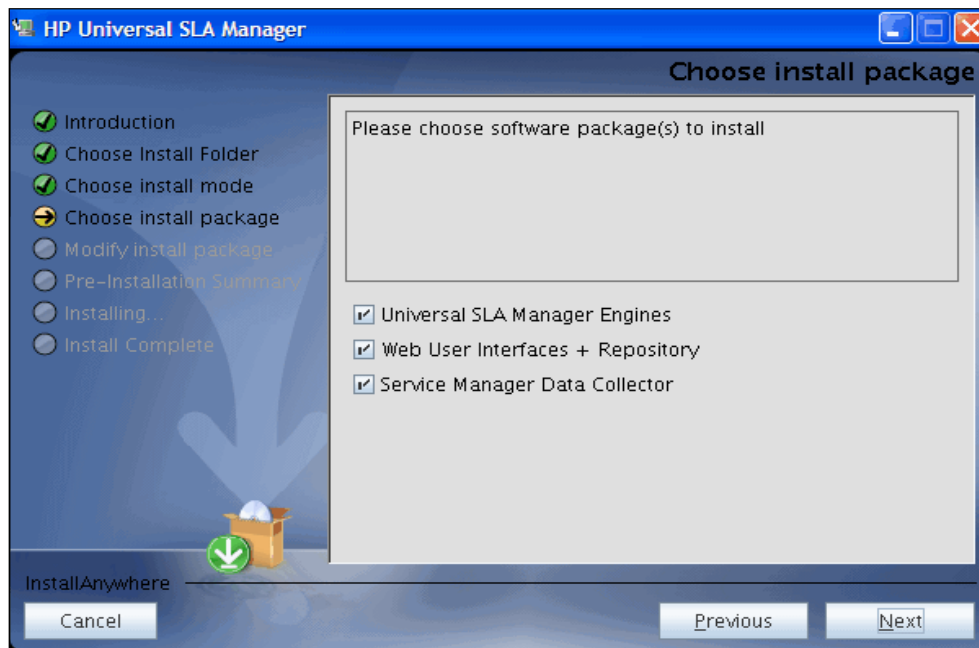 HP Universal SLA Manager
Choose install package
Introduction
Choose Install Folder
Choose install mode
Choose install package
Modify install package
Pre-Installation Summary
Installing...
Install Complete
Please choose software package(s) to install
Universal SLA Manager Engines
Web User Interfaces + Repository
Service Manager Data Collector
InstallAnywhere
Cancel
Previous
Next